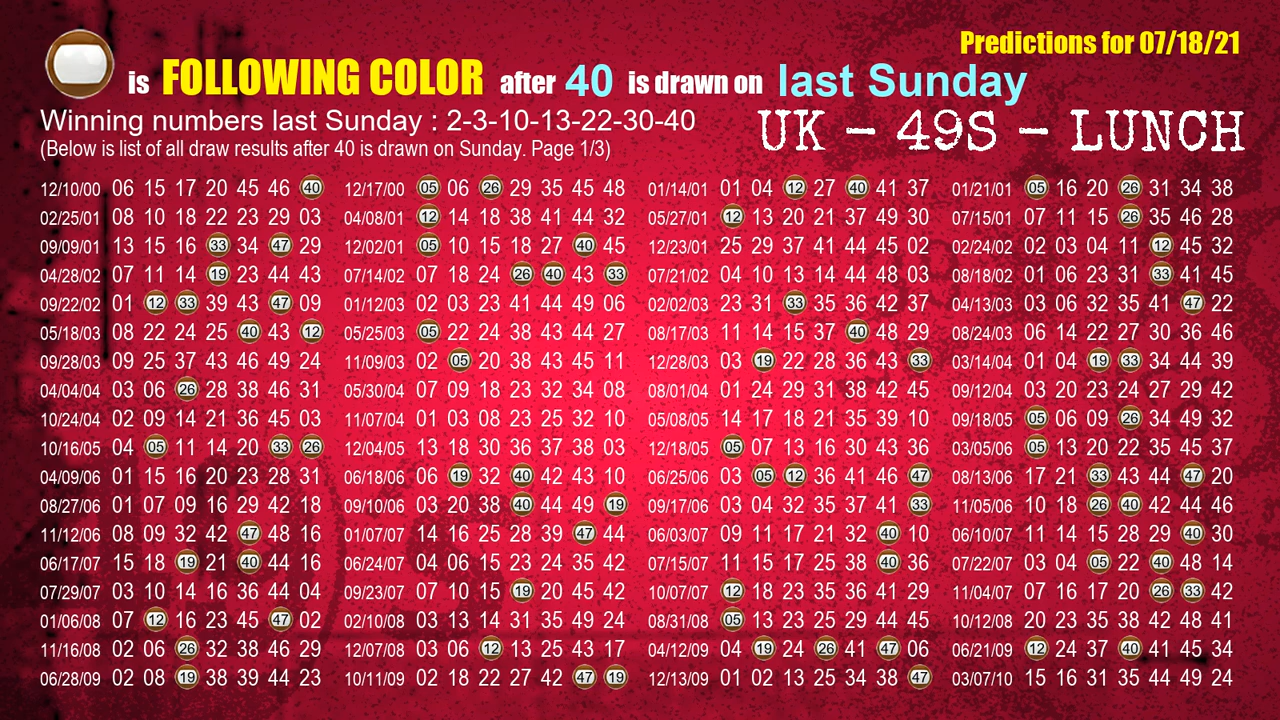 Predictions for 07/18/21
is FOLLOWING COLOR after 40 is drawn on last Sunday
Winning numbers last Sunday : 2-3-10-13-22-30-40
UK - 49S - LUNCH
(Below is list of all draw results after 40 is drawn on Sunday. Page 1/3)
12/10/00 06 15 17 20 45 46 40 12/17/00 05 06 26 29 35 45 48 01/14/01 01 04 12 27 40 41 37 01/21/01 05 16 20 26 31 34 38
02/25/01 08 10 18 22 23 29 03 04/08/01 12 14 18 38 41 44 32 05/27/01 12 13 20 21 37 49 30 07/15/01 07 11 15 26 35 46 28
09/09/01 13 15 16 33 34 47 29 12/02/01 05 10 15 18 27 40 45 12/23/01 25 29 37 41 44 45 02 02/24/02 02 03 04 11 12 45 32
04/28/02 07 11 14 19 23 44 43 07/14/02 07 18 24 26 40 43 33 07/21/02 04 10 13 14 44 48 03 08/18/02 01 06 23 31 33 41 45
09/22/02 01 12 33 39 43 47 09 01/12/03 02 03 23 41 44 49 06 02/02/03 23 31 33 35 36 42 37 04/13/03 03 06 32 35 41 47 22
05/18/03 08 22 24 25 40 43 12 05/25/03 05 22 24 38 43 44 27 08/17/03 11 14 15 37 40 48 29 08/24/03 06 14 22 27 30 36 46
09/28/03 09 25 37 43 46 49 24 11/09/03 02 05 20 38 43 45 11 12/28/03 03 19 22 28 36 43 33 03/14/04 01 04 19 33 34 44 39
04/04/04 03 06 26 28 38 46 31 05/30/04 07 09 18 23 32 34 08 08/01/04 01 24 29 31 38 42 45 09/12/04 03 20 23 24 27 29 42
10/24/04 02 09 14 21 36 45 03 11/07/04 01 03 08 23 25 32 10 05/08/05 14 17 18 21 35 39 10 09/18/05 05 06 09 26 34 49 32
10/16/05 04 05 11 14 20 33 26 12/04/05 13 18 30 36 37 38 03 12/18/05 05 07 13 16 30 43 36 03/05/06 05 13 20 22 35 45 37
04/09/06 01 15 16 20 23 28 31 06/18/06 06 19 32 40 42 43 10 06/25/06 03 05 12 36 41 46 47 08/13/06 17 21 33 43 44 47 20
08/27/06 01 07 09 16 29 42 18 09/10/06 03 20 38 40 44 49 19 09/17/06 03 04 32 35 37 41 33 11/05/06 10 18 26 40 42 44 46
11/12/06 08 09 32 42 47 48 16 01/07/07 14 16 25 28 39 47 44 06/03/07 09 11 17 21 32 40 10 06/10/07 11 14 15 28 29 40 30
06/17/07 15 18 19 21 40 44 16 06/24/07 04 06 15 23 24 35 42 07/15/07 11 15 17 25 38 40 36 07/22/07 03 04 05 22 40 48 14
07/29/07 03 10 14 16 36 44 04 09/23/07 07 10 15 19 20 45 42 10/07/07 12 18 23 35 36 41 29 11/04/07 07 16 17 20 26 33 42
01/06/08 07 12 16 23 45 47 02 02/10/08 03 13 14 31 35 49 24 08/31/08 05 13 23 25 29 44 45 10/12/08 20 23 35 38 42 48 41
11/16/08 02 06 26 32 38 46 29 12/07/08 03 06 12 13 25 43 17 04/12/09 04 19 24 26 41 47 06 06/21/09 12 24 37 40 41 45 34
06/28/09 02 08 19 38 39 44 23 10/11/09 02 18 22 27 42 47 19 12/13/09 01 02 13 25 34 38 47 03/07/10 15 16 31 35 44 49 24